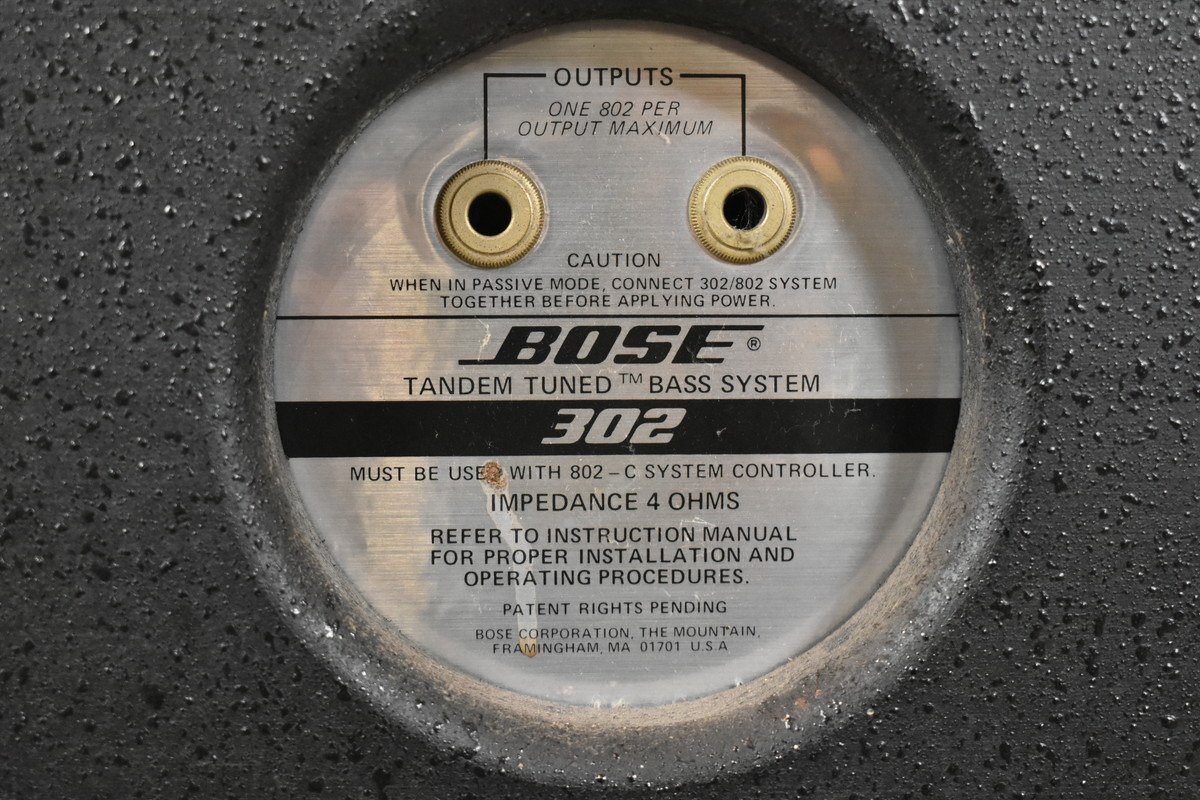 OUTPUTS
ONE 802 PER
OUTPUT MAXIMUM
CAUTION
WHEN IN PASSIVE MODE, CONNECT 302/802 SYSTEM
TOGETHER BEFORE APPLYING POWER.
BOSE®
TANDEM TUNED™ BASS SYSTEM
302
MUST BE USED WITH 802-C SYSTEM CONTROLLER.
IMPEDANCE 4 OHMS
REFER TO INSTRUCTION MANUAL
FOR PROPER INSTALLATION AND
OPERATING PROCEDURES.
PATENT RIGHTS PENDING
BOSE CORPORATION, THE MOUNTAIN,
FRAMINGHAM, MA 01701 U.S.A